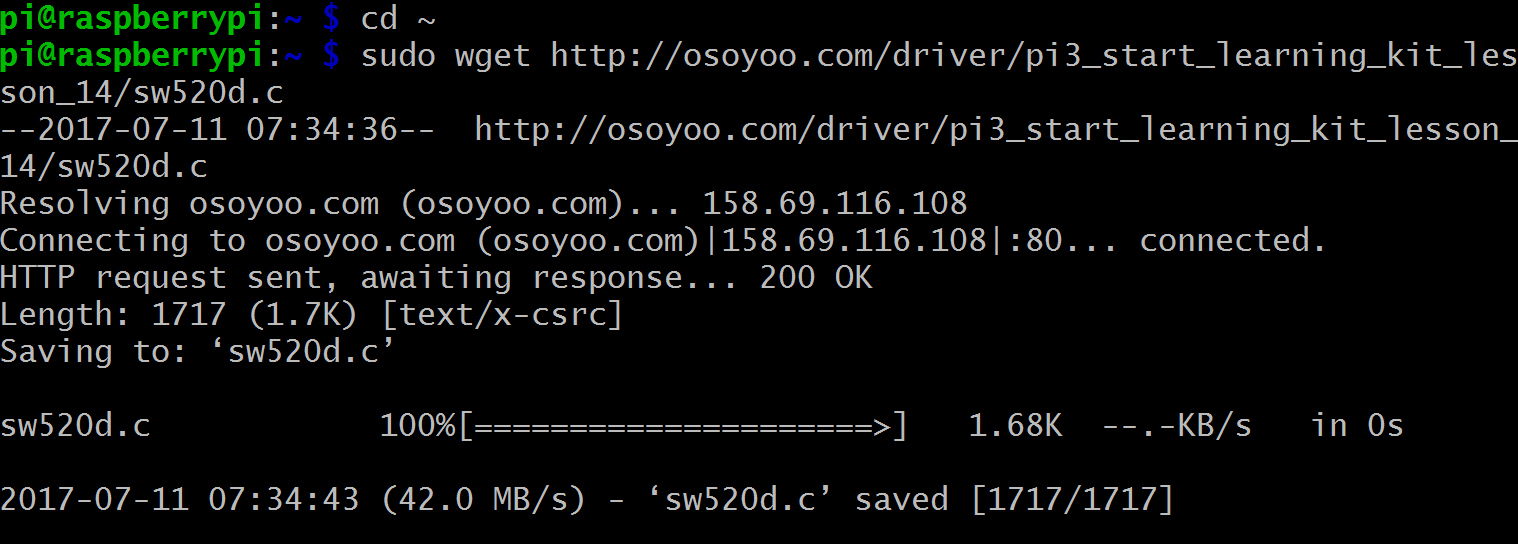 pi@raspberrypi:~ $ cd ~
pi@raspberrypi:~ $ sudo wget http://osoyoo.com/driver/pi3_start_learning_kit_les
son_14/sw520d.c
--2017-07-11 07:34:36--  http://osoyoo.com/driver/pi3_start_learning_kit_lesson_
14/sw520d.c
Resolving osoyoo.com (osoyoo.com)... 158.69.116.108
Connecting to osoyoo.com (osoyoo.com)|158.69.116.108|:80... connected.
HTTP request sent, awaiting response... 200 OK
Length: 1717 (1.7K) [text/x-csrc]
Saving to: ‘sw520d.c’
sw520d.c            100%[=====================>]   1.68K  --.-KB/s   in 0s
2017-07-11 07:34:43 (42.0 MB/s) - ‘sw520d.c’ saved [1717/1717]